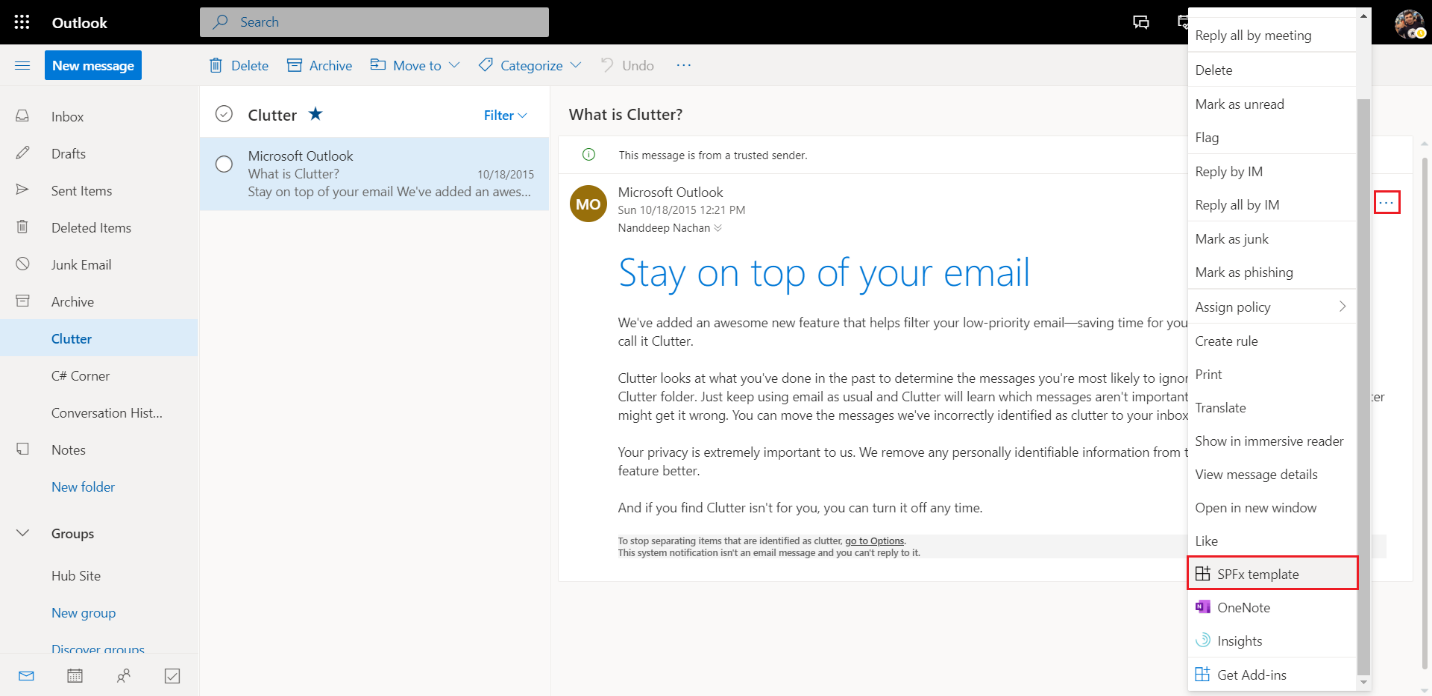 Outlook
Search
New message
Delete
Archive
Move to
Categorize
Undo
Inbox
Drafts
Sent Items
Deleted Items
Junk Email
Archive
Clutter
C# Corner
Conversation Hist...
Notes
New folder
Groups
Hub Site
New group
Discover groups
Clutter
Filter
Microsoft Outlook
What is Clutter?
10/18/2015
Stay on top of your email We've added an awes...
What is Clutter?
This message is from a trusted sender.
MO
Microsoft Outlook
Sun 10/18/2015 12:21 PM
Nanddeep Nachan
Stay on top of your email
We've added an awesome new feature that helps filter your low-priority email—saving time for you
call it Clutter.
Clutter looks at what you've done in the past to determine the messages you're most likely to ignor
Clutter folder. Just keep using email as usual and Clutter will learn which messages aren't important
might get it wrong. You can move the messages we've incorrectly identified as clutter to your inbox
Your privacy is extremely important to us. We remove any personally identifiable information from t
feature better.
And if you find Clutter isn't for you, you can turn it off any time.
To stop separating items that are identified as clutter, go to Options.
This system notification isn't an email message and you can't reply to it.
Reply all by meeting
Delete
Mark as unread
Flag
Reply by IM
Reply all by IM
Mark as junk
Mark as phishing
Assign policy
Create rule
Print
Translate
Show in immersive reader
View message details
Open in new window
Like
SPFx template
OneNote
Insights
Get Add-ins